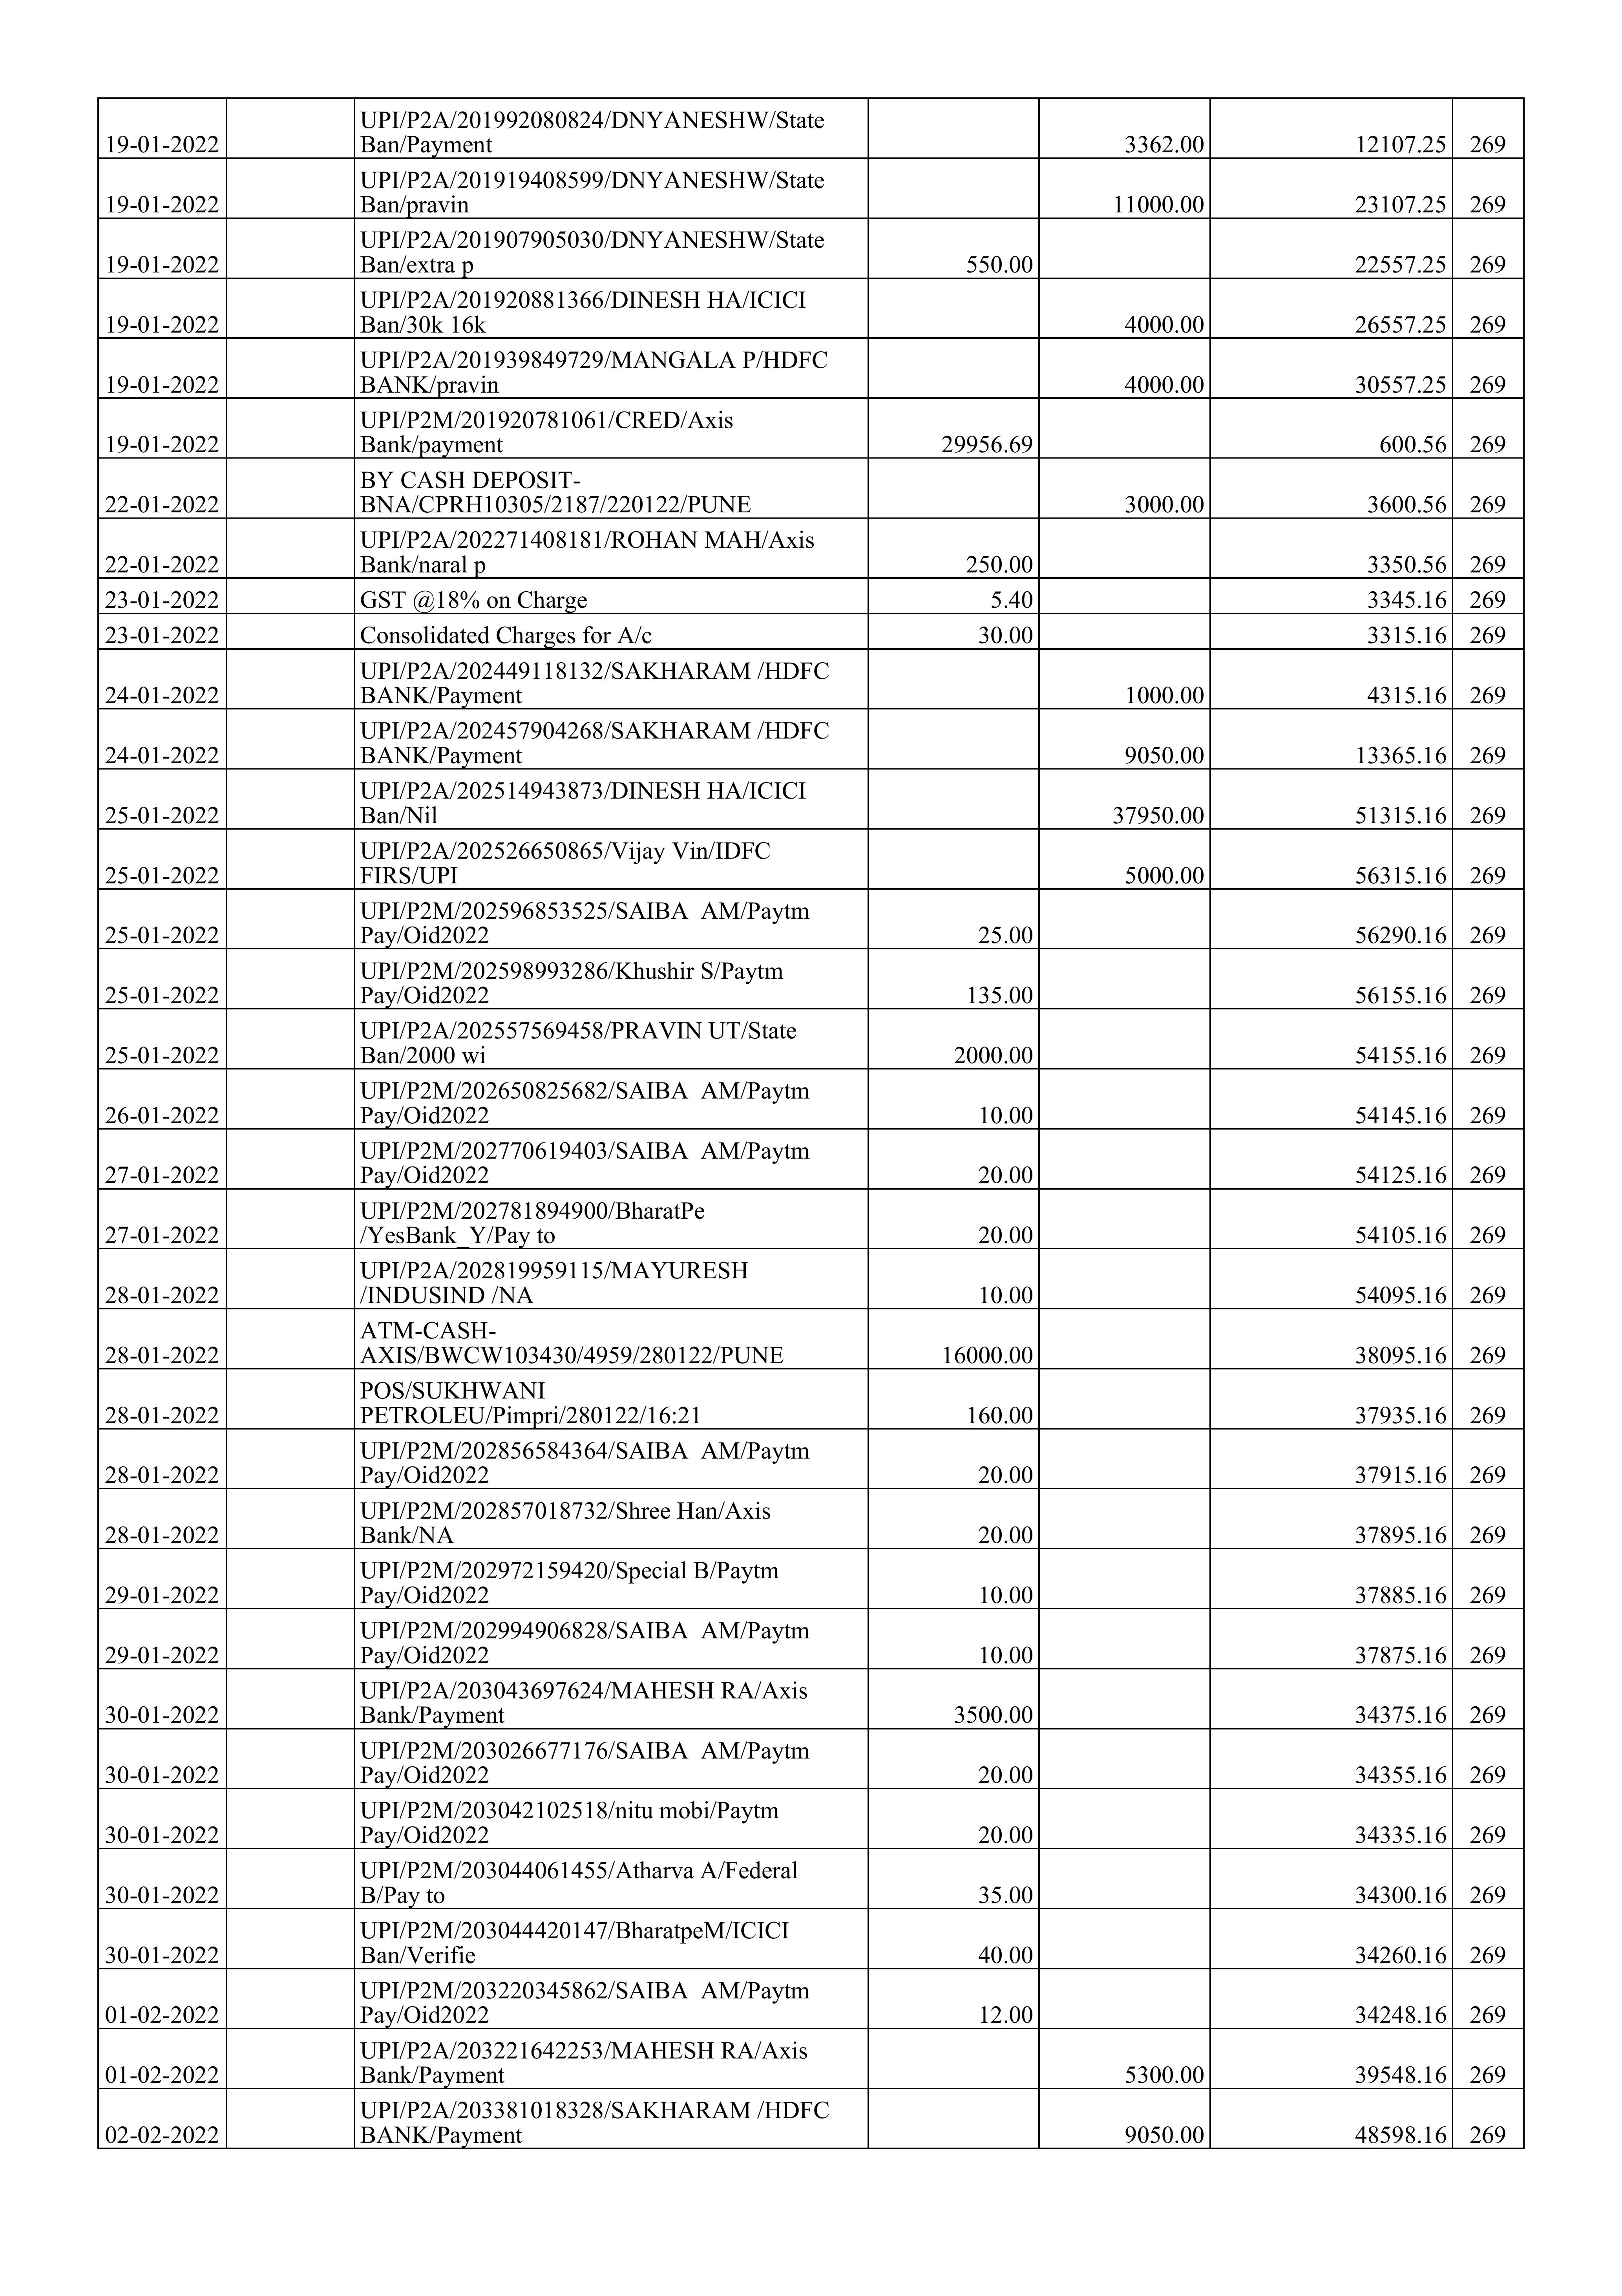 UPI/P2A/201992080824/DNYANESHW/State
19-01-2022 Ban/Payment 3362.00 12107.25 269
UPI/P2A/201919408599/DNYANESHW/State
19-01-2022 Ban/pravin 11000.00 23107.25 269
UPI/P2A/201907905030/DNYANESHW/State
19-01-2022 Ban/extra p 550.00 22557.25 269
UPI/P2A/201920881366/DINESH HA/ICICI
19-01-2022 Ban/30k 16k 4000.00 26557.25 269
UPI/P2A/201939849729/MANGALA P/HDFC
19-01-2022 BANK/pravin 4000.00 30557.25 269
UPI/P2M/201920781061/CRED/Axis
19-01-2022 Bank/payment 29956.69 600.56 269
BY CASH DEPOSIT-
22-01-2022 BNA/CPRH10305/2187/220122/PUNE 3000.00 3600.56 269
UPI/P2A/202271408181/ROHAN MAH/Axis
22-01-2022 Bank/naral p 250.00 3350.56 269
23-01-2022 GST @18% on Charge 5.40 3345.16 269
23-01-2022 Consolidated Charges for A/c 30.00 3315.16 269
UPI/P2A/202449118132/SAKHARAM /HDFC
24-01-2022 BANK/Payment 1000.00 4315.16 269
UPI/P2A/202457904268/SAKHARAM /HDFC
24-01-2022 BANK/Payment 9050.00 13365.16 269
UPI/P2A/202514943873/DINESH HA/ICICI
25-01-2022 Ban/Nil 37950.00 51315.16 269
UPI/P2A/202526650865/Vijay Vin/IDFC
25-01-2022 FIRS/UPI 5000.00 56315.16 269
UPI/P2M/202596853525/SAIBA  AM/Paytm
25-01-2022 Pay/Oid2022 25.00 56290.16 269
UPI/P2M/202598993286/Khushir S/Paytm
25-01-2022 Pay/Oid2022 135.00 56155.16 269
UPI/P2A/202557569458/PRAVIN UT/State
25-01-2022 Ban/2000 wi 2000.00 54155.16 269
UPI/P2M/202650825682/SAIBA  AM/Paytm
26-01-2022 Pay/Oid2022 10.00 54145.16 269
UPI/P2M/202770619403/SAIBA  AM/Paytm
27-01-2022 Pay/Oid2022 20.00 54125.16 269
UPI/P2M/202781894900/BharatPe
27-01-2022 /YesBank_Y/Pay to 20.00 54105.16 269
UPI/P2A/202819959115/MAYURESH
28-01-2022 /INDUSIND /NA 10.00 54095.16 269
ATM-CASH-
28-01-2022 AXIS/BWCW103430/4959/280122/PUNE 16000.00 38095.16 269
POS/SUKHWANI
28-01-2022 PETROLEU/Pimpri/280122/16:21 160.00 37935.16 269
UPI/P2M/202856584364/SAIBA  AM/Paytm
28-01-2022 Pay/Oid2022 20.00 37915.16 269
UPI/P2M/202857018732/Shree Han/Axis
28-01-2022 Bank/NA 20.00 37895.16 269
UPI/P2M/202972159420/Special B/Paytm
29-01-2022 Pay/Oid2022 10.00 37885.16 269
UPI/P2M/202994906828/SAIBA  AM/Paytm
29-01-2022 Pay/Oid2022 10.00 37875.16 269
UPI/P2A/203043697624/MAHESH RA/Axis
30-01-2022 Bank/Payment 3500.00 34375.16 269
UPI/P2M/203026677176/SAIBA  AM/Paytm
30-01-2022 Pay/Oid2022 20.00 34355.16 269
UPI/P2M/203042102518/nitu mobi/Paytm
30-01-2022 Pay/Oid2022 20.00 34335.16 269
UPI/P2M/203044061455/Atharva A/Federal
30-01-2022 B/Pay to 35.00 34300.16 269
UPI/P2M/203044420147/BharatpeM/ICICI
30-01-2022 Ban/Verifie 40.00 34260.16 269
UPI/P2M/203220345862/SAIBA  AM/Paytm
01-02-2022 Pay/Oid2022 12.00 34248.16 269
UPI/P2A/203221642253/MAHESH RA/Axis
01-02-2022 Bank/Payment 5300.00 39548.16 269
UPI/P2A/203381018328/SAKHARAM /HDFC
02-02-2022 BANK/Payment 9050.00 48598.16 269